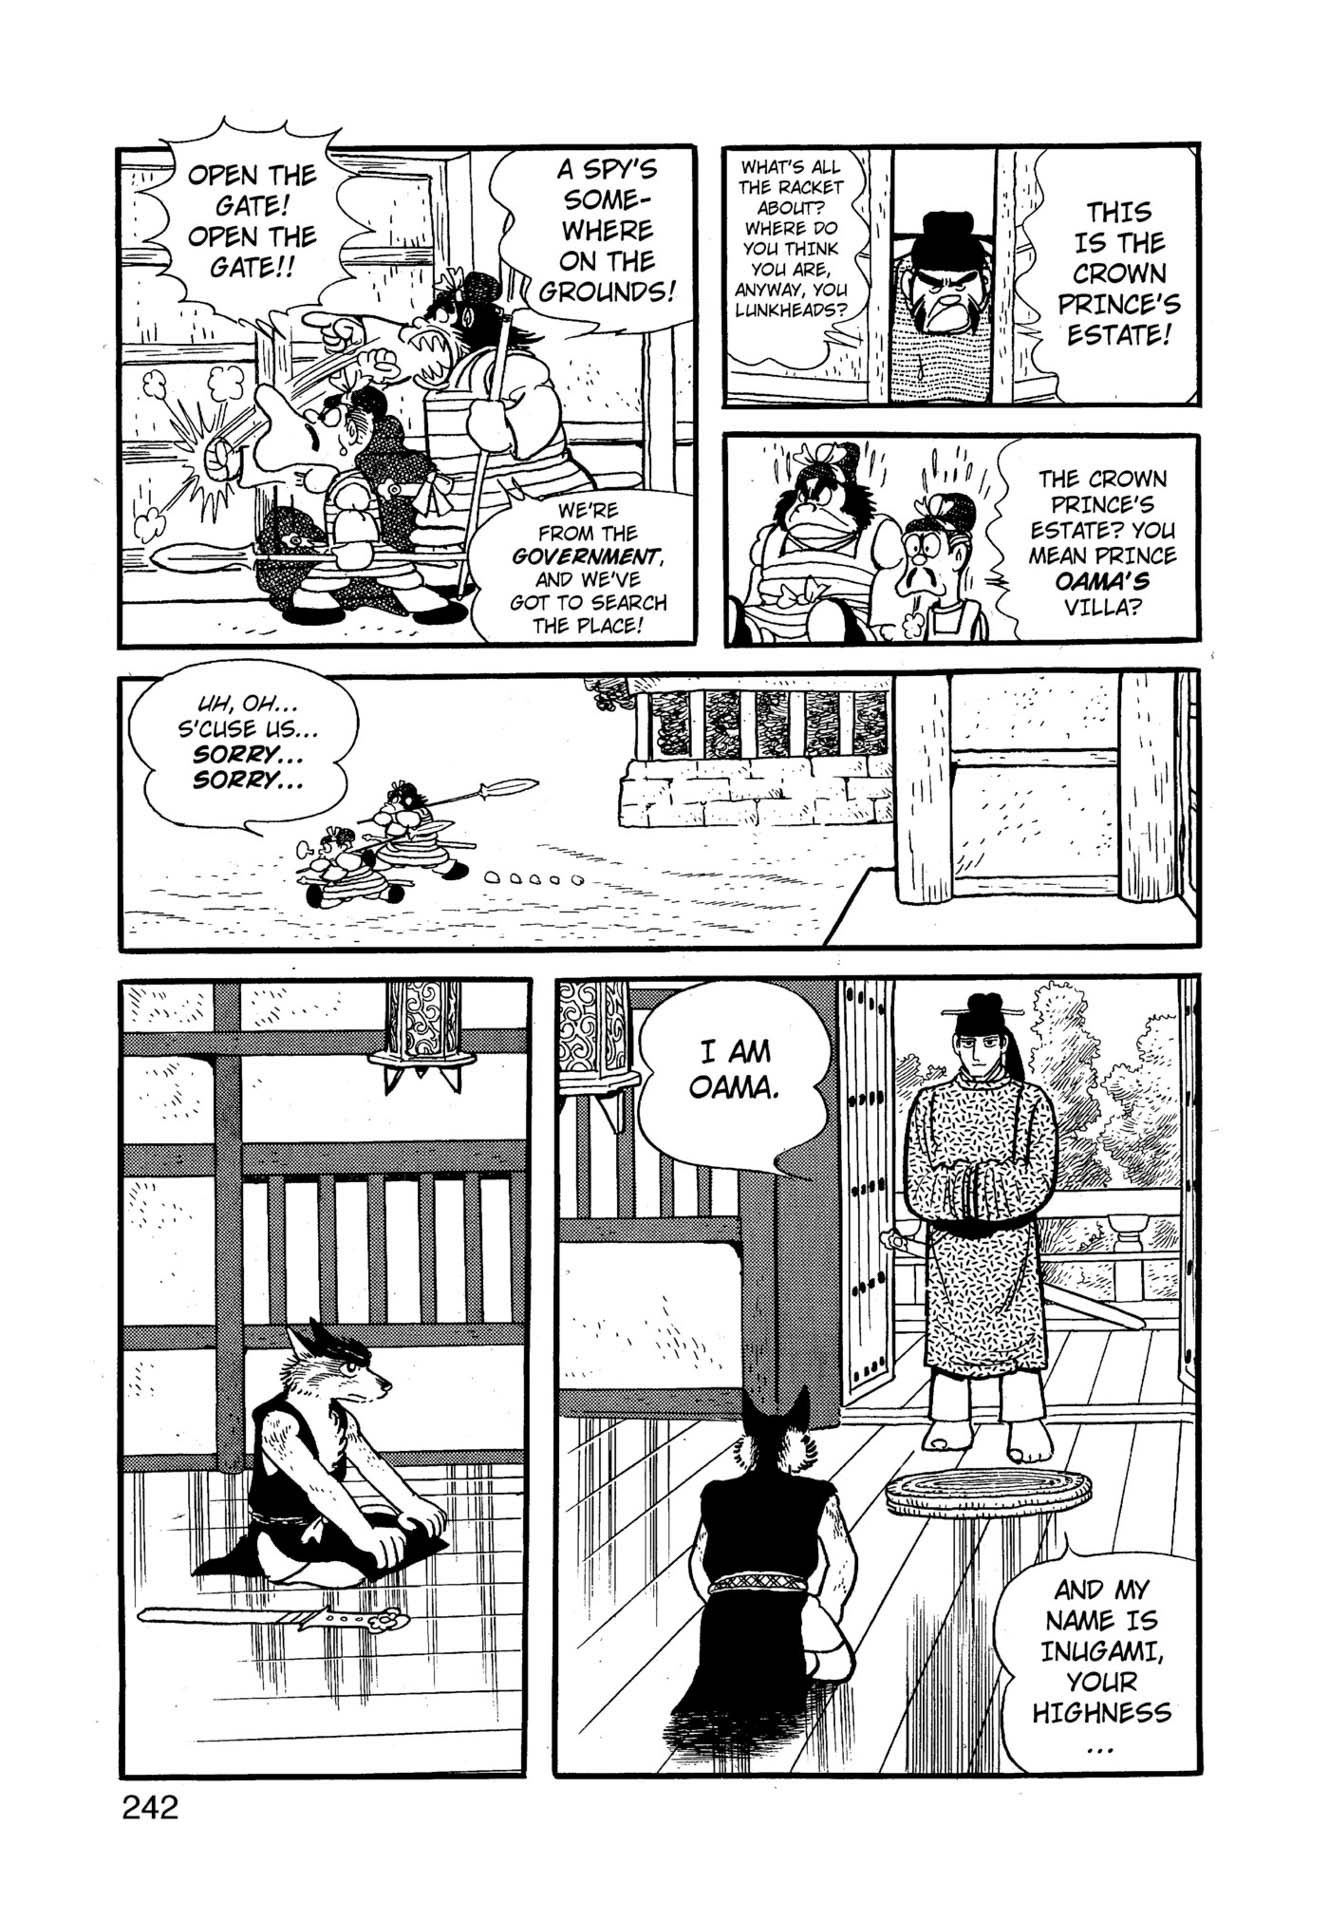 OPEN THE
GATE!
OPEN THE
GATE!!
A SPY'S
SOME-
WHERE
ON THE
GROUNDS!
WE'RE
FROM THE
GOVERNMENT,
AND WE'VE
GOT TO SEARCH
THE PLACE!
WHAT'S ALL
THE RACKET
ABOUT?
WHERE DO
YOU THINK
YOU ARE,
ANYWAY, YOU
LUNKHEADS?
THIS
IS THE
CROWN
PRINCE'S
ESTATE!
THE CROWN
PRINCE'S
ESTATE? YOU
MEAN PRINCE
OAMA'S
VILLA?
UH, OH...
S'CUSE US...
SORRY...
SORRY...
I AM
OAMA.
AND MY
NAME IS
INUGAMI,
YOUR
HIGHNESS
...
242